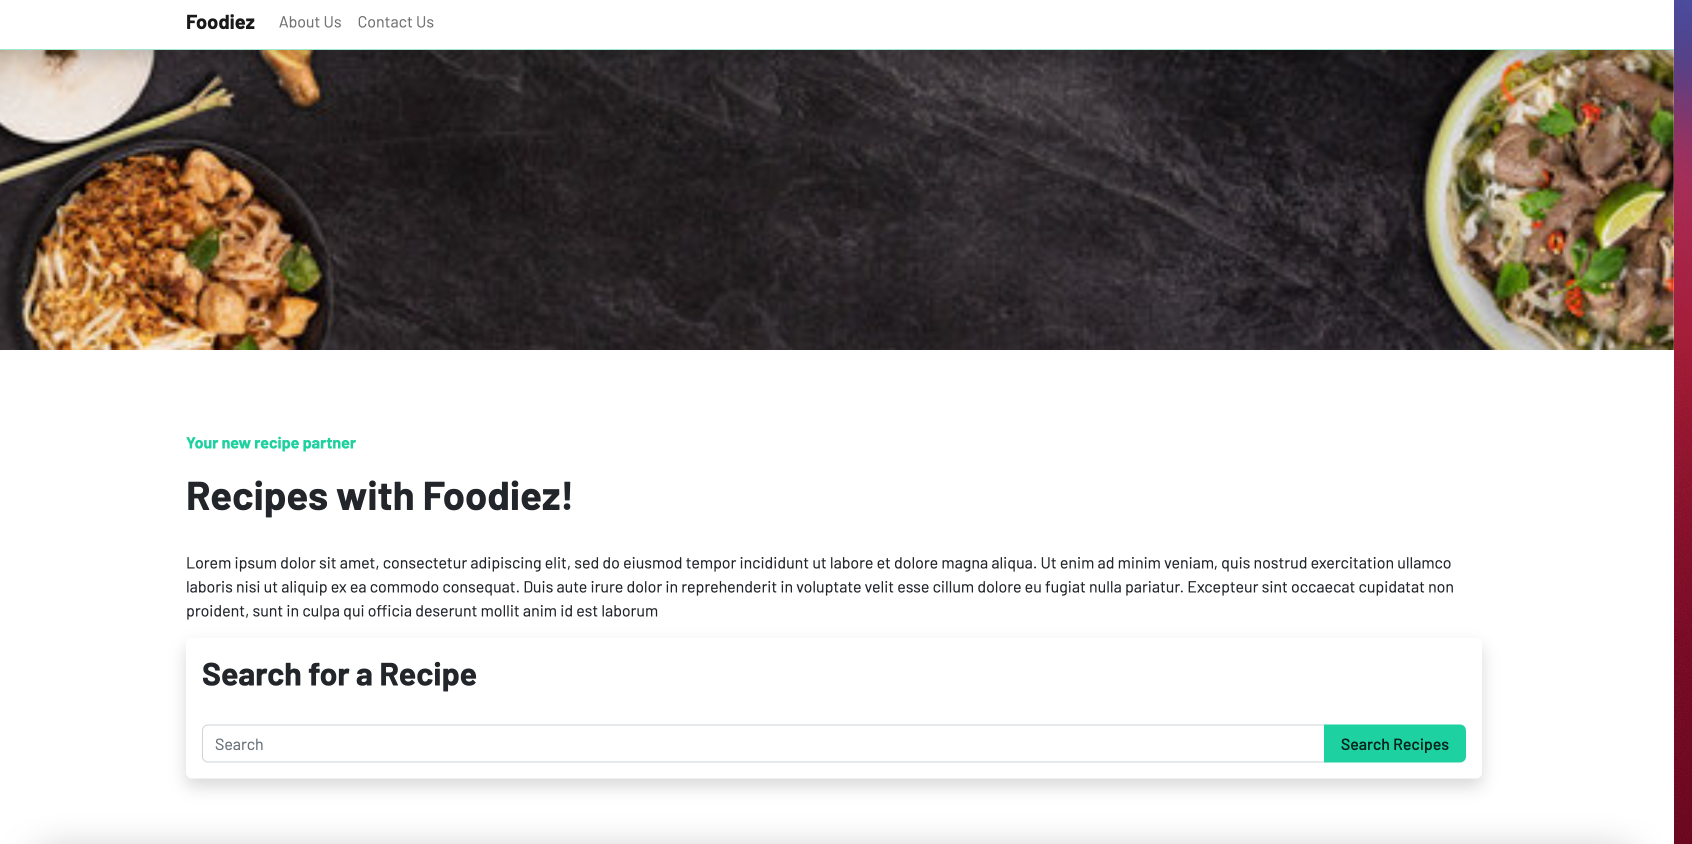 Foodiez About Us Contact Us
Your new recipe partner
Recipes with Foodiez!
Lorem ipsum dolor sit amet, consectetur adipiscing elit, sed do eiusmod tempor incididunt ut labore et dolore magna aliqua. Ut enim ad minim veniam, quis nostrud exercitation ullamco
laboris nisi ut aliquip ex ea commodo consequat. Duis aute irure dolor in reprehenderit in voluptate velit esse cillum dolore eu fugiat nulla pariatur. Excepteur sint occaecat cupidatat non
proident, sunt in culpa qui officia deserunt mollit anim id est laborum
Search for a Recipe
Search Search Recipes